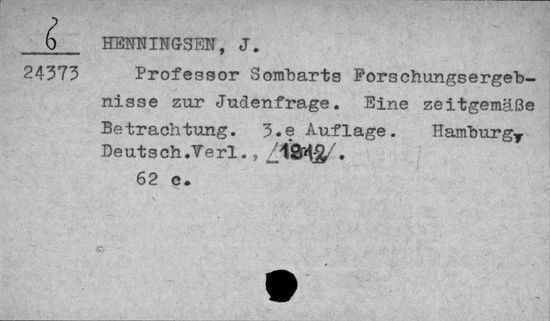 6
24373
HENNINGSEN, J.
Professor Sombarts Forschungsergeb-
nisse zur Judenfrage. Eine zeitgemäße
Betrachtung. 3.e Auflage. Hamburg,
Deutsch.Verl., /1912/.
62 c.